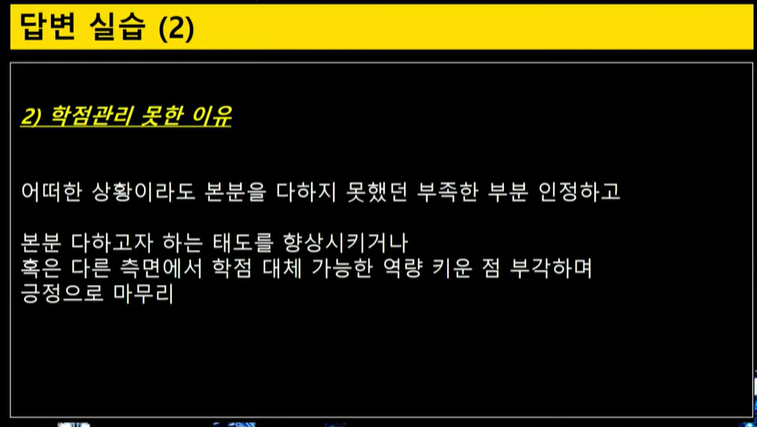 답변 실습 (2)
2) 학점관리 못한 이유
어떠한 상황이라도 본분을 다하지 못했던 부족한 부분 인정하고
본분 다하고자 하는 태도를 향상시키거나
혹은 다른 측면에서 학점 대체 가능한 역량 키운 점 부각하며
긍정으로 마무리